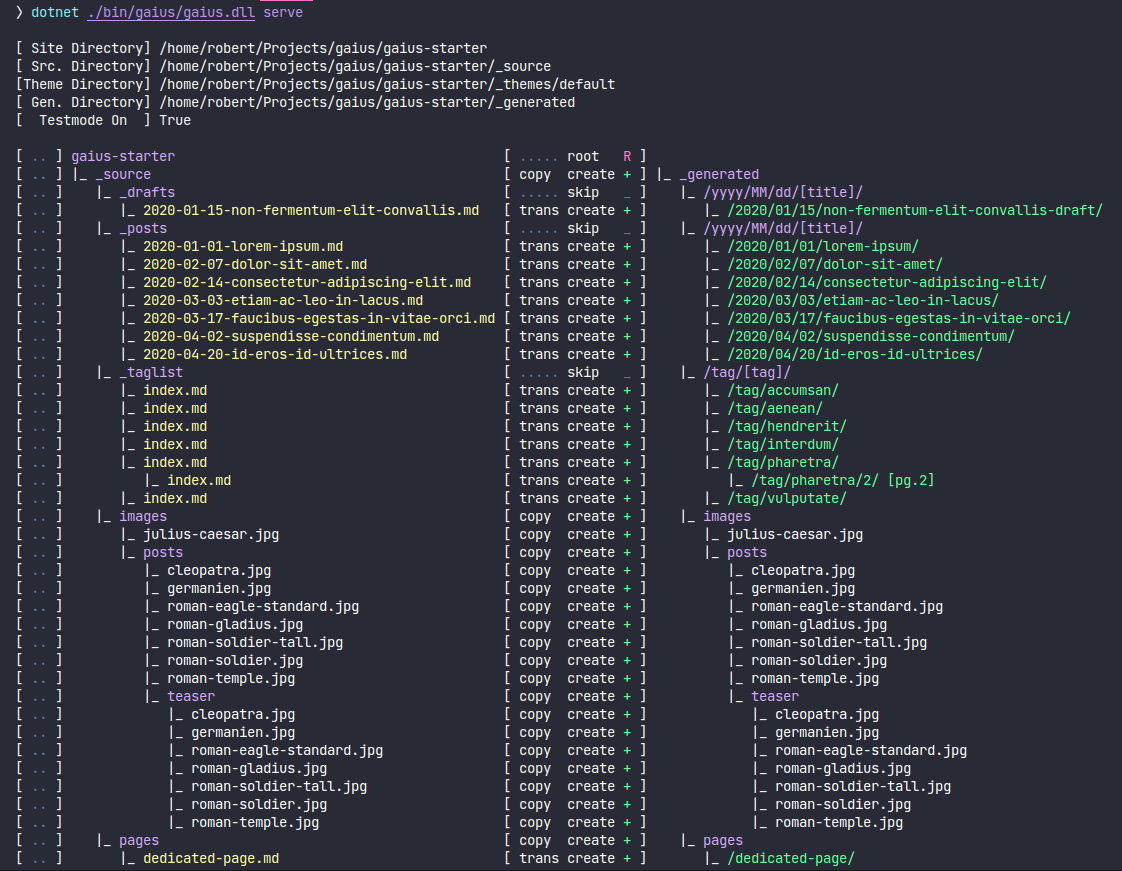 ❯ dotnet ./bin/gaius/gaius.dll serve
[ Site Directory] /home/robert/Projects/gaius/gaius-starter
[ Src. Directory] /home/robert/Projects/gaius/gaius-starter/_source
[Theme Directory] /home/robert/Projects/gaius/gaius-starter/_themes/default
[ Gen. Directory] /home/robert/Projects/gaius/gaius-starter/_generated
[  Testmode On  ] True
[ .. ] gaius-starter [ ..... root R ]
[ .. ] |_ _source [ copy create + ] |_ _generated
[ .. ] |_ _drafts [ ..... skip _ ] |_ /yyyy/MM/dd/[title]/
[ .. ] |_ 2020-01-15-non-fermentum-elit-convallis.md [ trans create + ] |_ /2020/01/15/non-fermentum-elit-convallis-draft/
[ .. ] |_ _posts [ ..... skip _ ] |_ /yyyy/MM/dd/[title]/
[ .. ] |_ 2020-01-01-lorem-ipsum.md [ trans create + ] |_ /2020/01/01/lorem-ipsum/
[ .. ] |_ 2020-02-07-dolor-sit-amet.md [ trans create + ] |_ /2020/02/07/dolor-sit-amet/
[ .. ] |_ 2020-02-14-consectetur-adipiscing-elit.md [ trans create + ] |_ /2020/02/14/consectetur-adipiscing-elit/
[ .. ] |_ 2020-03-03-etiam-ac-leo-in-lacus.md [ trans create + ] |_ /2020/03/03/etiam-ac-leo-in-lacus/
[ .. ] |_ 2020-03-17-faucibus-egestas-in-vitae-orci.md [ trans create + ] |_ /2020/03/17/faucibus-egestas-in-vitae-orci/
[ .. ] |_ 2020-04-02-suspendisse-condimentum.md [ trans create + ] |_ /2020/04/02/suspendisse-condimentum/
[ .. ] |_ 2020-04-20-id-eros-id-ultrices.md [ trans create + ] |_ /2020/04/20/id-eros-id-ultrices/
[ .. ] |_ _taglist [ ..... skip _ ] |_ /tag/[tag]/
[ .. ] |_ index.md [ trans create + ] |_ /tag/accumsan/
[ .. ] |_ index.md [ trans create + ] |_ /tag/aenean/
[ .. ] |_ index.md [ trans create + ] |_ /tag/hendrerit/
[ .. ] |_ index.md [ trans create + ] |_ /tag/interdum/
[ .. ] |_ index.md [ trans create + ] |_ /tag/pharetra/
[ .. ] |_ index.md [ trans create + ] |_ /tag/pharetra/2/ [pg.2]
[ .. ] |_ index.md [ trans create + ] |_ /tag/vulputate/
[ .. ] |_ images [ copy create + ] |_ images
[ .. ] |_ julius-caesar.jpg [ copy create + ] |_ julius-caesar.jpg
[ .. ] |_ posts [ copy create + ] |_ posts
[ .. ] |_ cleopatra.jpg [ copy create + ] |_ cleopatra.jpg
[ .. ] |_ germanien.jpg [ copy create + ] |_ germanien.jpg
[ .. ] |_ roman-eagle-standard.jpg [ copy create + ] |_ roman-eagle-standard.jpg
[ .. ] |_ roman-gladius.jpg [ copy create + ] |_ roman-gladius.jpg
[ .. ] |_ roman-soldier-tall.jpg [ copy create + ] |_ roman-soldier-tall.jpg
[ .. ] |_ roman-soldier.jpg [ copy create + ] |_ roman-soldier.jpg
[ .. ] |_ roman-temple.jpg [ copy create + ] |_ roman-temple.jpg
[ .. ] |_ teaser [ copy create + ] |_ teaser
[ .. ] |_ cleopatra.jpg [ copy create + ] |_ cleopatra.jpg
[ .. ] |_ germanien.jpg [ copy create + ] |_ germanien.jpg
[ .. ] |_ roman-eagle-standard.jpg [ copy create + ] |_ roman-eagle-standard.jpg
[ .. ] |_ roman-gladius.jpg [ copy create + ] |_ roman-gladius.jpg
[ .. ] |_ roman-soldier-tall.jpg [ copy create + ] |_ roman-soldier-tall.jpg
[ .. ] |_ roman-soldier.jpg [ copy create + ] |_ roman-soldier.jpg
[ .. ] |_ roman-temple.jpg [ copy create + ] |_ roman-temple.jpg
[ .. ] |_ pages [ copy create + ] |_ pages
[ .. ] |_ dedicated-page.md [ trans create + ] |_ /dedicated-page/